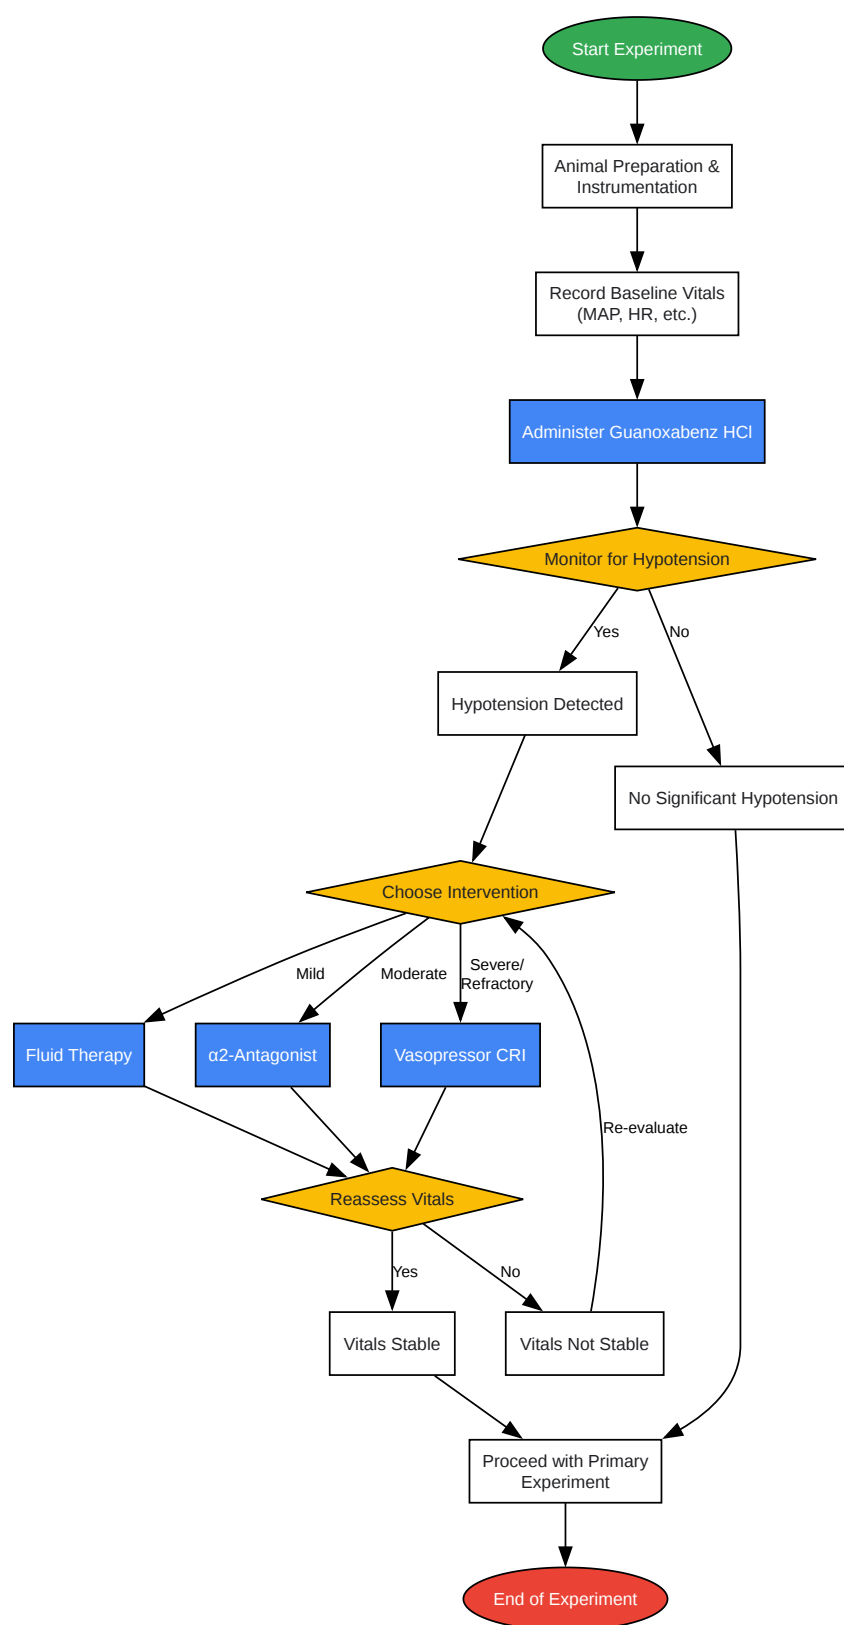 Start Experiment
Animal Preparation &
Instrumentation
Record Baseline Vitals
(MAP, HR, etc.)
Administer Guanoxabenz HCl
Monitor for Hypotension
Yes
No
Hypotension Detected
No Significant Hypotension
Choose Intervention
Mild
Moderate
Severe/
Refractory
Fluid Therapy
α2-Antagonist
Vasopressor CRI
Re-evaluate
Reassess Vitals
Yes
No
Vitals Stable
Vitals Not Stable
Proceed with Primary
Experiment
End of Experiment